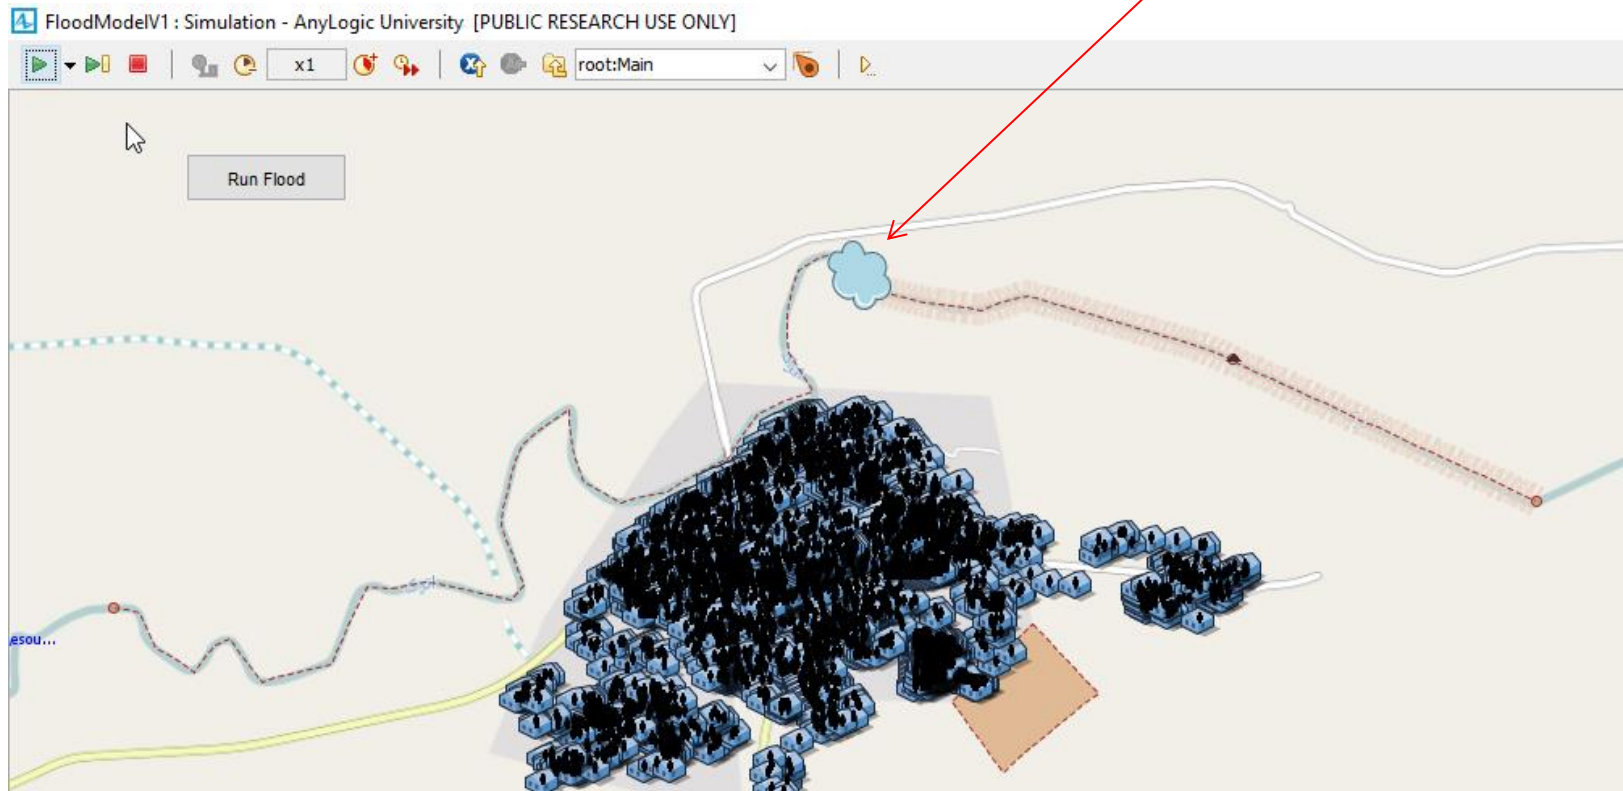 FloodModelV1 : Simulation - AnyLogic University [PUBLIC RESEARCH USE ONLY]
x1
root:Main
Run Flood
esou...